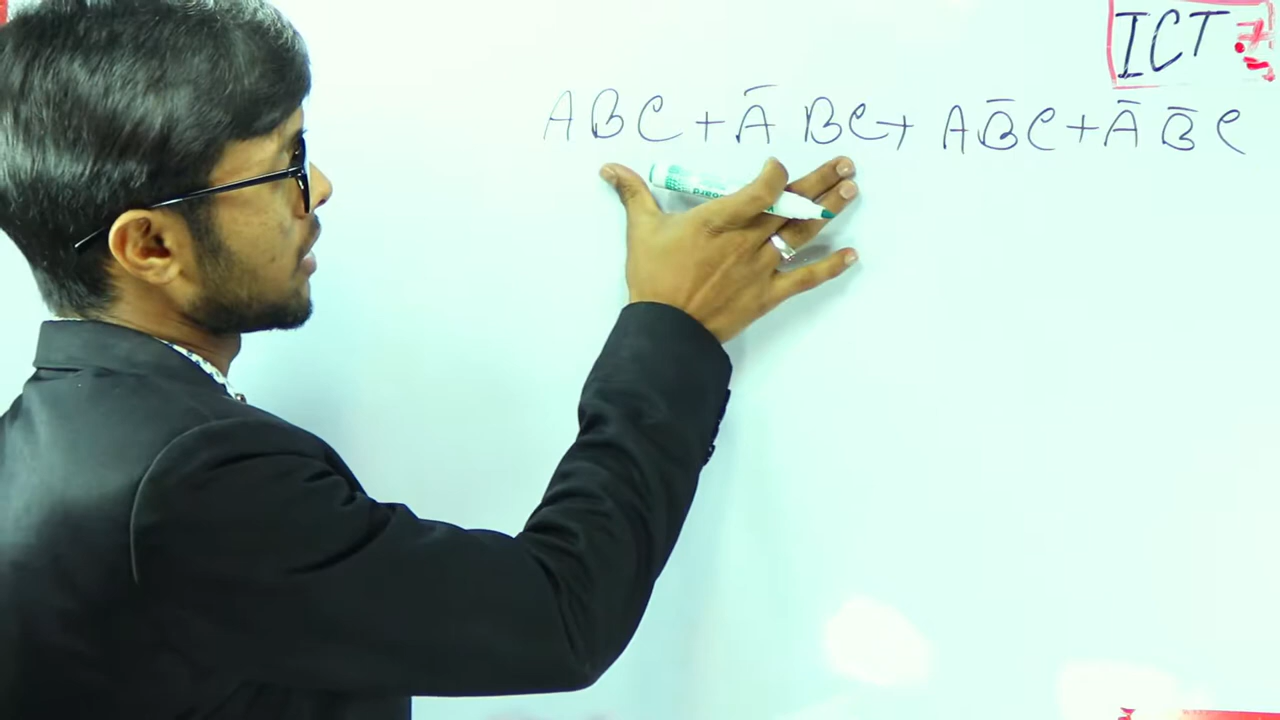 ICT
ABC + ĀBC + AB̄C + ĀB̄C